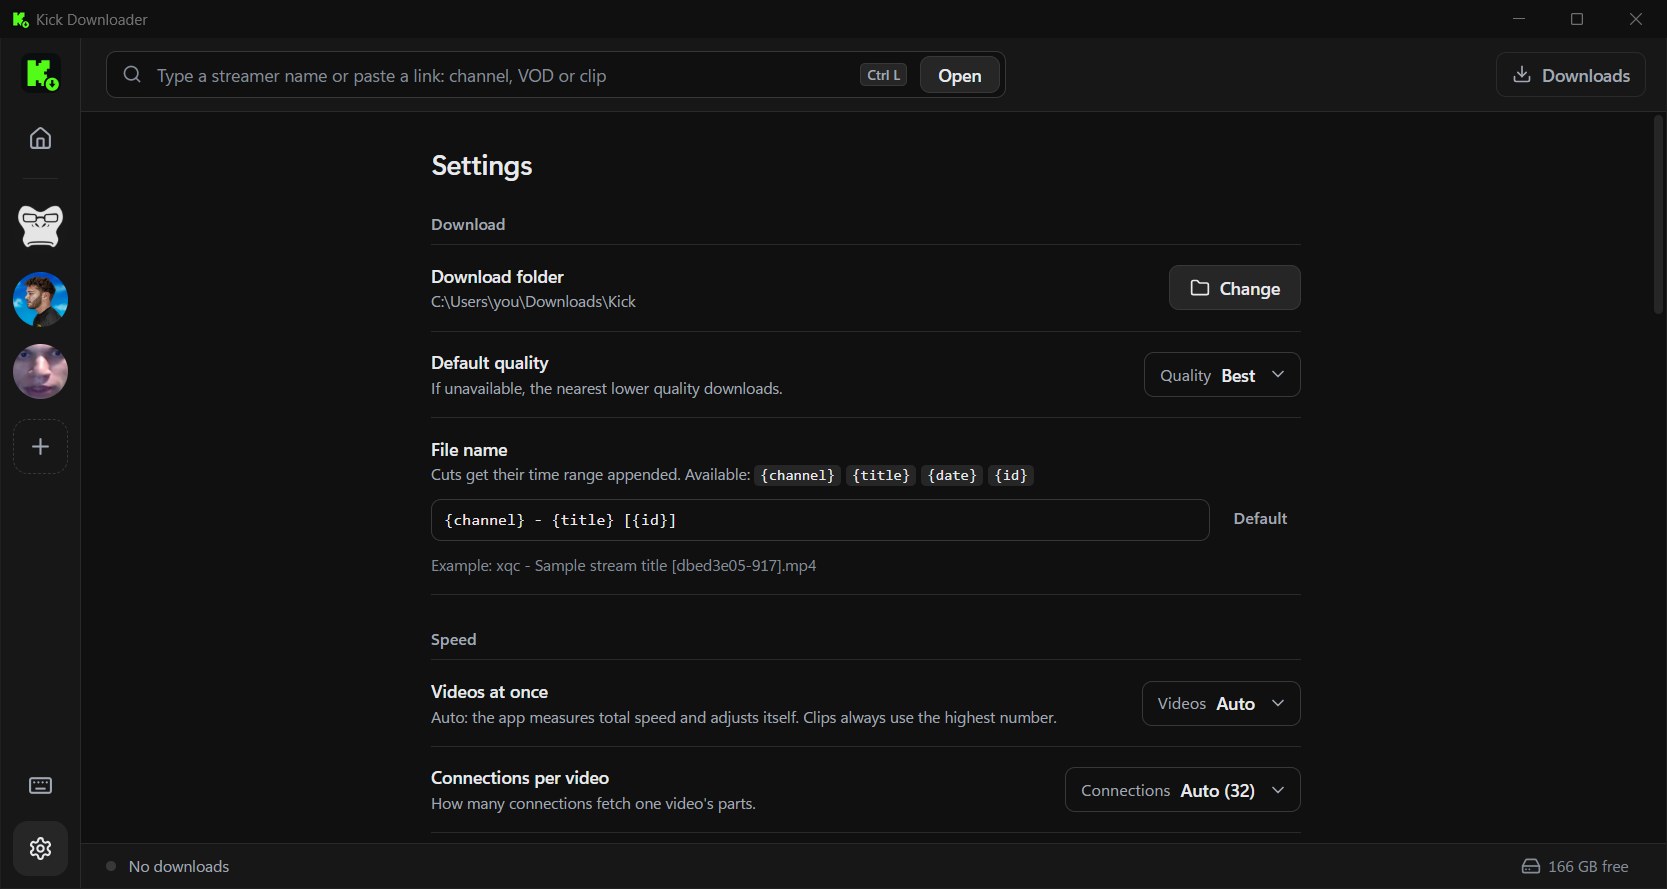 Kick Downloader
Type a streamer name or paste a link: channel, VOD or clip
Ctrl L
Open
Downloads
Settings
Download
Download folder
C:\Users\you\Downloads\Kick
Change
Default quality
If unavailable, the nearest lower quality downloads.
Quality Best
File name
Cuts get their time range appended. Available: {channel} {title} {date} {id}
{channel} - {title} [{id}]
Default
Example: xqc - Sample stream title [dbed3e05-917].mp4
Speed
Videos at once
Auto: the app measures total speed and adjusts itself. Clips always use the highest number.
Videos Auto
Connections per video
How many connections fetch one video's parts.
Connections Auto (32)
No downloads
166 GB free